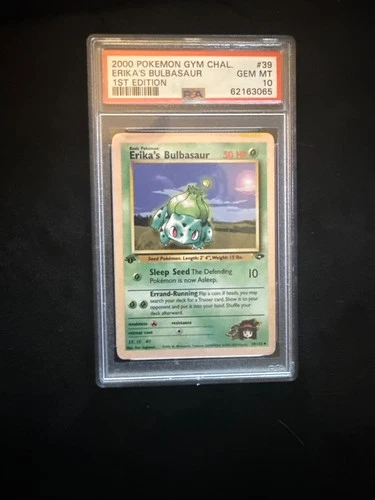 2000 POKEMON GYM CHAL. #39
ERIKA'S BULBASAUR GEM MT
1ST EDITION 10
PSA 62163065
Basic Pokémon
Erika's Bulbasaur 50 HP
Seed Pokémon. Length: 2' 4", Weight: 15 lbs.
Sleep Seed The Defending 10
Pokémon is now Asleep.
Errand-Running Flip a coin. If heads, you may
search your deck for a Trainer card. Show it to your
opponent and put it into your hand. Shuffle your
deck afterward.
weakness resistance
retreat cost